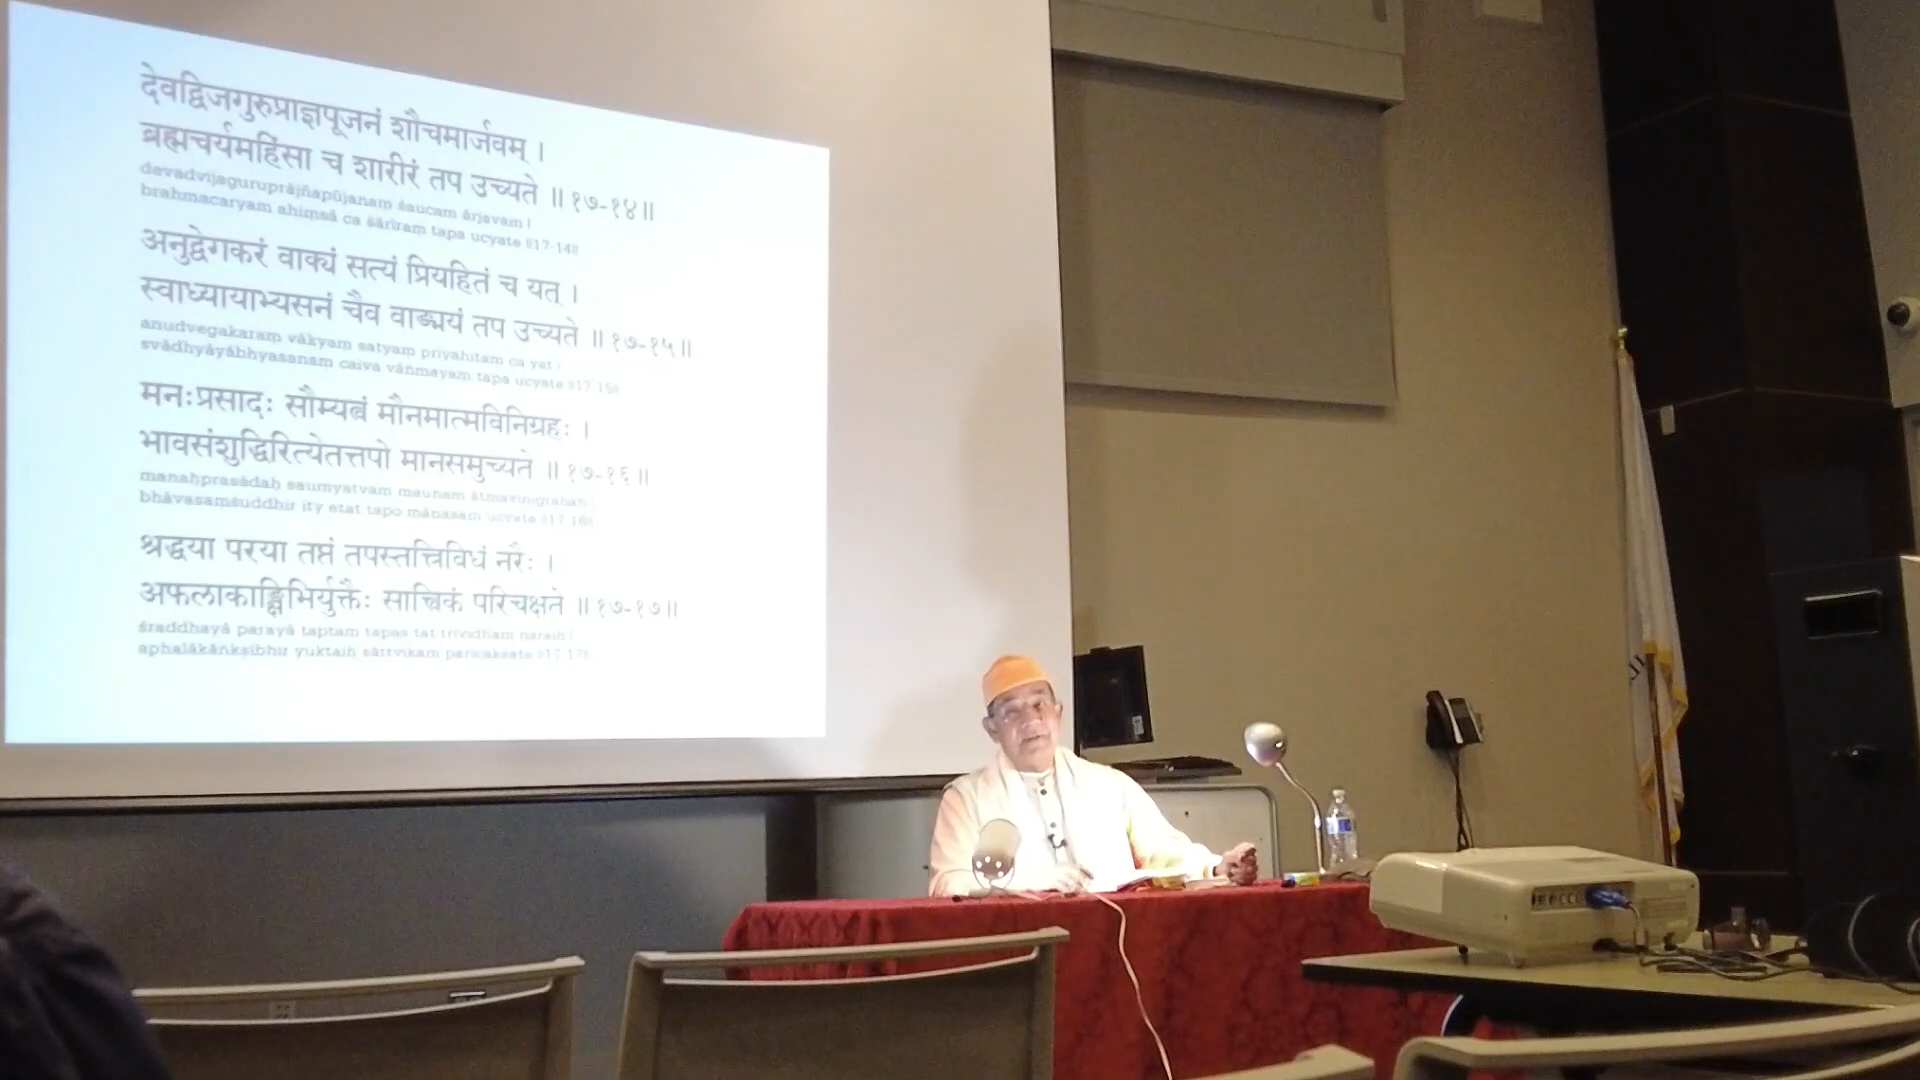 देवद्विजगुरुप्राज्ञपूजनं शौचमार्जवम् ।
ब्रह्मचर्यमहिंसा च शारीरं तप उच्यते ॥१७-१४॥
devadvijaguruprājñapūjanaṃ śaucam ārjavam |
brahmacaryam ahiṃsā ca śārīraṃ tapa ucyate ||17-14||
अनुद्वेगकरं वाक्यं सत्यं प्रियहितं च यत् ।
स्वाध्यायाभ्यसनं चैव वाङ्मयं तप उच्यते ॥१७-१५॥
anudvegakaraṃ vākyaṃ satyaṃ priyahitaṃ ca yat |
svādhyāyābhyasanaṃ caiva vāṅmayaṃ tapa ucyate ||17-15||
मनःप्रसादः सौम्यत्वं मौनमात्मविनिग्रहः ।
भावसंशुद्धिरित्येतत्तपो मानसमुच्यते ॥१७-१६॥
manaḥprasādaḥ saumyatvaṃ maunam ātmavinigrahaḥ |
bhāvasaṃśuddhir ity etat tapo mānasam ucyate ||17-16||
श्रद्धया परया तप्तं तपस्तत्त्रिविधं नरैः ।
अफलाकाङ्क्षिभिर्युक्तैः सात्त्विकं परिचक्षते ॥१७-१७॥
śraddhayā parayā taptaṃ tapas tat trividhaṃ naraiḥ |
aphalākāṅkṣibhir yuktaiḥ sāttvikaṃ paricakṣate ||17-17||